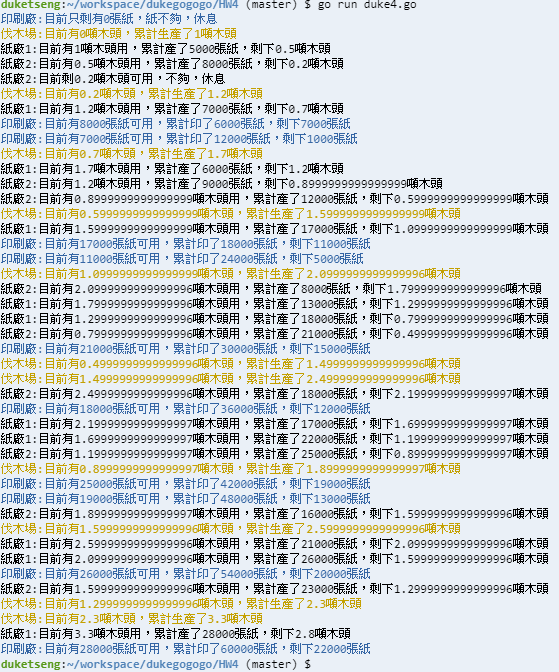 duketseng:~/workspace/dukegogogo/HW4 (master) $ go run duke4.go
印刷廠:目前只剩有0張紙，紙不夠，休息
伐木場:目前有0噸木頭，累計生產了1噸木頭
紙廠1:目前有1噸木頭用，累計產了5000張紙，剩下0.5噸木頭
紙廠2:目前有0.5噸木頭用，累計產了8000張紙，剩下0.2噸木頭
紙廠2:目前剩0.2噸木頭可用，不夠，休息
伐木場:目前有0.2噸木頭，累計生產了1.2噸木頭
紙廠1:目前有1.2噸木頭用，累計產了7000張紙，剩下0.7噸木頭
印刷廠:目前有8000張紙可用，累計印了6000張紙，剩下7000張紙
印刷廠:目前有7000張紙可用，累計印了12000張紙，剩下1000張紙
伐木場:目前有0.7噸木頭，累計生產了1.7噸木頭
紙廠1:目前有1.7噸木頭用，累計產了6000張紙，剩下1.2噸木頭
紙廠2:目前有1.2噸木頭用，累計產了9000張紙，剩下0.8999999999999999噸木頭
紙廠2:目前有0.8999999999999999噸木頭用，累計產了12000張紙，剩下0.5999999999999999噸木頭
伐木場:目前有0.5999999999999999噸木頭，累計生產了1.5999999999999999噸木頭
紙廠1:目前有1.5999999999999999噸木頭用，累計產了17000張紙，剩下1.0999999999999999噸木頭
印刷廠:目前有17000張紙可用，累計印了18000張紙，剩下11000張紙
印刷廠:目前有11000張紙可用，累計印了24000張紙，剩下5000張紙
伐木場:目前有1.0999999999999999噸木頭，累計生產了2.0999999999999996噸木頭
紙廠2:目前有2.0999999999999996噸木頭用，累計產了8000張紙，剩下1.7999999999999996噸木頭
紙廠1:目前有1.7999999999999996噸木頭用，累計產了13000張紙，剩下1.2999999999999996噸木頭
紙廠1:目前有1.2999999999999996噸木頭用，累計產了18000張紙，剩下0.7999999999999996噸木頭
紙廠2:目前有0.7999999999999996噸木頭用，累計產了21000張紙，剩下0.4999999999999996噸木頭
印刷廠:目前有21000張紙可用，累計印了30000張紙，剩下15000張紙
伐木場:目前有0.4999999999999996噸木頭，累計生產了1.4999999999999996噸木頭
伐木場:目前有1.4999999999999996噸木頭，累計生產了2.4999999999999996噸木頭
紙廠2:目前有2.4999999999999996噸木頭用，累計產了18000張紙，剩下2.1999999999999997噸木頭
印刷廠:目前有18000張紙可用，累計印了36000張紙，剩下12000張紙
紙廠1:目前有2.1999999999999997噸木頭用，累計產了17000張紙，剩下1.6999999999999997噸木頭
紙廠1:目前有1.6999999999999997噸木頭用，累計產了22000張紙，剩下1.1999999999999997噸木頭
紙廠2:目前有1.1999999999999997噸木頭用，累計產了25000張紙，剩下0.8999999999999997噸木頭
伐木場:目前有0.8999999999999997噸木頭，累計生產了1.8999999999999997噸木頭
印刷廠:目前有25000張紙可用，累計印了42000張紙，剩下19000張紙
印刷廠:目前有19000張紙可用，累計印了48000張紙，剩下13000張紙
紙廠2:目前有1.8999999999999997噸木頭用，累計產了16000張紙，剩下1.5999999999999996噸木頭
伐木場:目前有1.5999999999999996噸木頭，累計生產了2.5999999999999996噸木頭
紙廠1:目前有2.5999999999999996噸木頭用，累計產了21000張紙，剩下2.0999999999999996噸木頭
紙廠1:目前有2.0999999999999996噸木頭用，累計產了26000張紙，剩下1.5999999999999996噸木頭
印刷廠:目前有26000張紙可用，累計印了54000張紙，剩下20000張紙
紙廠2:目前有1.5999999999999996噸木頭用，累計產了23000張紙，剩下1.2999999999999996噸木頭
伐木場:目前有1.2999999999999996噸木頭，累計生產了2.3噸木頭
伐木場:目前有2.3噸木頭，累計生產了3.3噸木頭
紙廠1:目前有3.3噸木頭用，累計產了28000張紙，剩下2.8噸木頭
印刷廠:目前有28000張紙可用，累計印了60000張紙，剩下22000張紙
duketseng:~/workspace/dukegogogo/HW4 (master) $